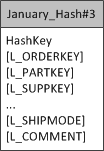 January_Hash#3
HashKey
[L_ORDERKEY]
[L_PARTKEY]
[L_SUPPKEY]
...
[L_SHIPMODE]
[L_COMMENT]